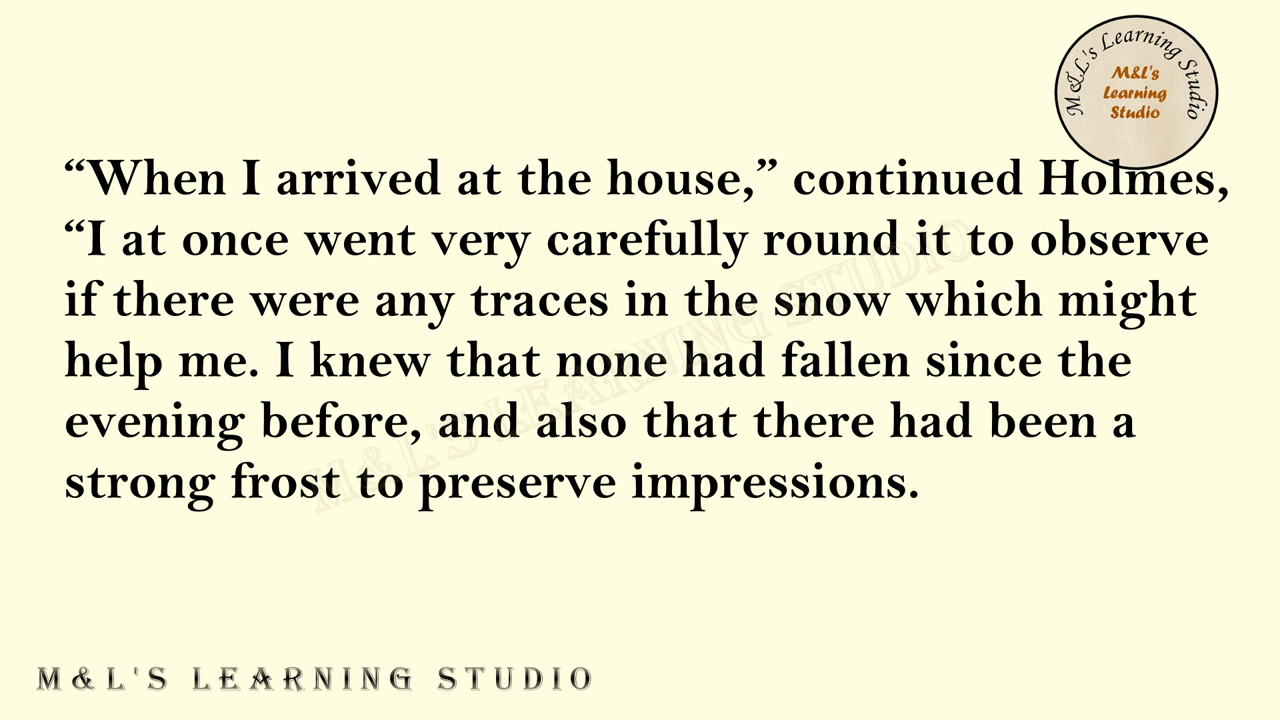 M&L's Learning Studio
M&L's
Learning
Studio
“When I arrived at the house,” continued Holmes,
“I at once went very carefully round it to observe
if there were any traces in the snow which might
help me. I knew that none had fallen since the
evening before, and also that there had been a
strong frost to preserve impressions.
M&L'S LEARNING STUDIO
M&L'S LEARNING STUDIO